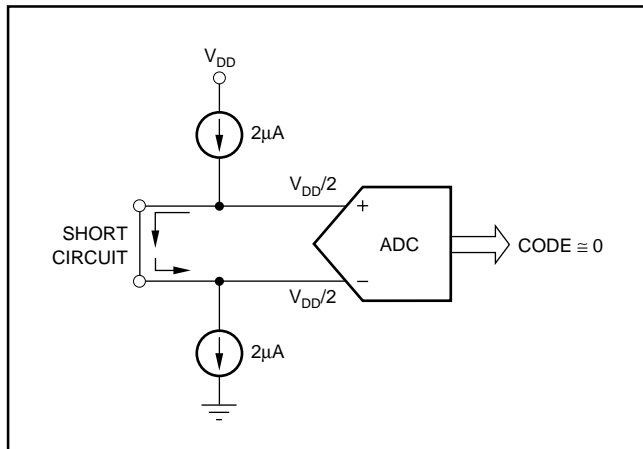 V_DD
2μA
V_DD/2
+
SHORT
CIRCUIT
ADC
CODE ≅ 0
V_DD/2
−
2μA